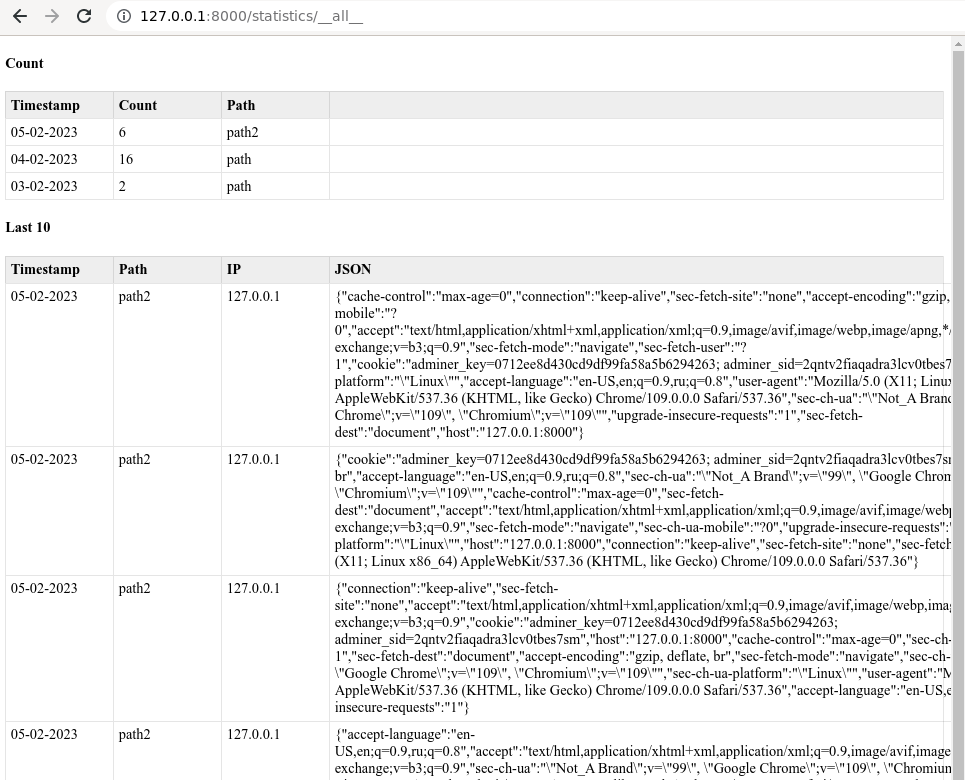 127.0.0.1:8000/statistics/__all__
Count
Timestamp Count Path
05-02-2023 6 path2
04-02-2023 16 path
03-02-2023 2 path
Last 10
Timestamp Path IP JSON
05-02-2023 path2 127.0.0.1 {"cache-control":"max-age=0","connection":"keep-alive","sec-fetch-site":"none","accept-encoding":"gzip,
mobile":"?
0","accept":"text/html,application/xhtml+xml,application/xml;q=0.9,image/avif,image/webp,image/apng,*/
exchange;v=b3;q=0.9","sec-fetch-mode":"navigate","sec-fetch-user":"?
1","cookie":"adminer_key=0712ee8d430cd9df99fa58a5b6294263; adminer_sid=2qntv2fiaqadra3lcv0tbes7
platform":"\"Linux\"","accept-language":"en-US,en;q=0.9,ru;q=0.8","user-agent":"Mozilla/5.0 (X11; Linux
AppleWebKit/537.36 (KHTML, like Gecko) Chrome/109.0.0.0 Safari/537.36","sec-ch-ua":"\"Not_A Brand
Chrome\";v=\"109\", \"Chromium\";v=\"109\"","upgrade-insecure-requests":"1","sec-fetch-
dest":"document","host":"127.0.0.1:8000"}
05-02-2023 path2 127.0.0.1 {"cookie":"adminer_key=0712ee8d430cd9df99fa58a5b6294263; adminer_sid=2qntv2fiaqadra3lcv0tbes7sm
br","accept-language":"en-US,en;q=0.9,ru;q=0.8","sec-ch-ua":"\"Not_A Brand\";v=\"99\", \"Google Chrom
\"Chromium\";v=\"109\"","cache-control":"max-age=0","sec-fetch-
dest":"document","accept":"text/html,application/xhtml+xml,application/xml;q=0.9,image/avif,image/webp
exchange;v=b3;q=0.9","sec-fetch-mode":"navigate","sec-ch-ua-mobile":"?0","upgrade-insecure-requests":"
platform":"\"Linux\"","host":"127.0.0.1:8000","connection":"keep-alive","sec-fetch-site":"none","sec-fetch
(X11; Linux x86_64) AppleWebKit/537.36 (KHTML, like Gecko) Chrome/109.0.0.0 Safari/537.36"}
05-02-2023 path2 127.0.0.1 {"connection":"keep-alive","sec-fetch-
site":"none","accept":"text/html,application/xhtml+xml,application/xml;q=0.9,image/avif,image/webp,imag
exchange;v=b3;q=0.9","cookie":"adminer_key=0712ee8d430cd9df99fa58a5b6294263;
adminer_sid=2qntv2fiaqadra3lcv0tbes7sm","host":"127.0.0.1:8000","cache-control":"max-age=0","sec-ch-
1","sec-fetch-dest":"document","accept-encoding":"gzip, deflate, br","sec-fetch-mode":"navigate","sec-ch-
\"Google Chrome\";v=\"109\", \"Chromium\";v=\"109\"","sec-ch-ua-platform":"\"Linux\"","user-agent":"M
AppleWebKit/537.36 (KHTML, like Gecko) Chrome/109.0.0.0 Safari/537.36","accept-language":"en-US,e
insecure-requests":"1"}
05-02-2023 path2 127.0.0.1 {"accept-language":"en-
US,en;q=0.9,ru;q=0.8","accept":"text/html,application/xhtml+xml,application/xml;q=0.9,image/avif,image
exchange;v=b3;q=0.9","sec-ch-ua":"\"Not_A Brand\";v=\"99\", \"Google Chrome\";v=\"109\", \"Chromium